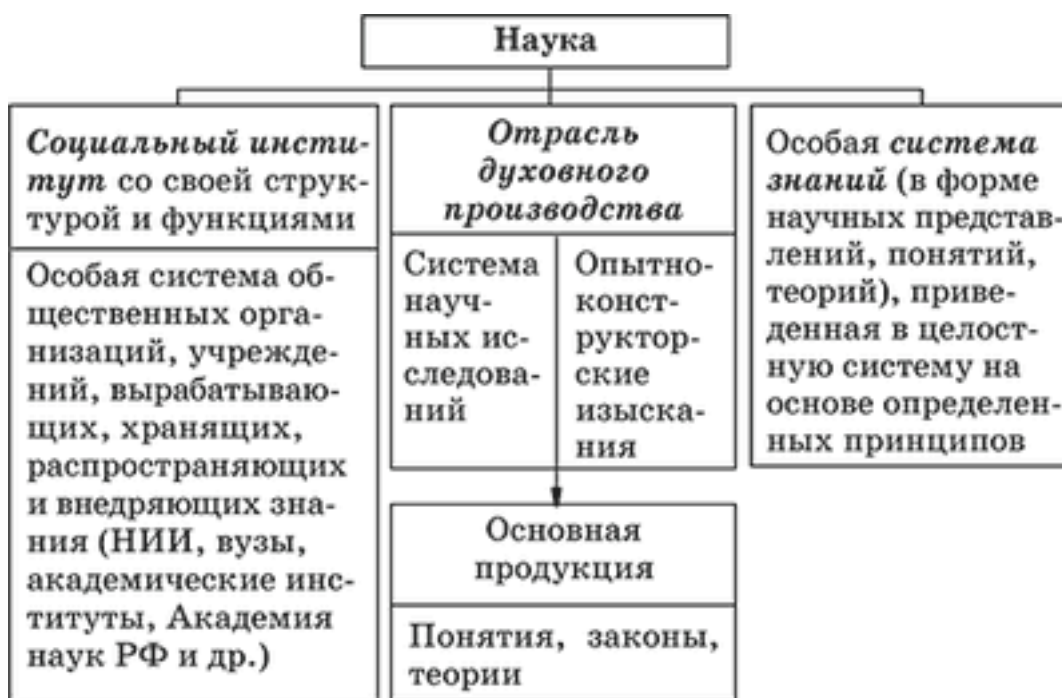 Наука
Социальный инсти-
тут со своей струк-
турой и функциями
Особая система об-
щественных орга-
низаций, учрежде-
ний, вырабатываю-
щих, хранящих,
распространяющих
и внедряющих зна-
ния (НИИ, вузы,
академические инс-
титуты, Академия
наук РФ и др.)
Отрасль
духовного
производства
Система
науч-
ных ис-
следова-
ний
Опытно-
конст-
руктор-
ские
изыска-
ния
Основная
продукция
Понятия, законы,
теории
Особая система
знаний (в форме
научных представ-
лений, понятий,
теорий), приве-
денная в целост-
ную систему на
основе определен-
ных принципов